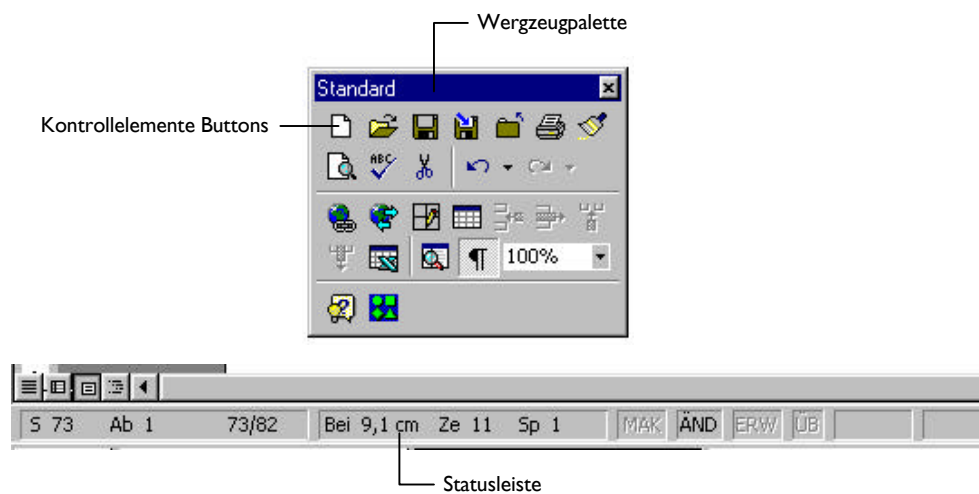 Wergzeugpalette
Standard
Kontrollelemente Buttons
ABC
100%
S 73 Ab 1 73/82 Bei 9,1 cm Ze 11 Sp 1 MAK ÄND ERW ÜB
Statusleiste